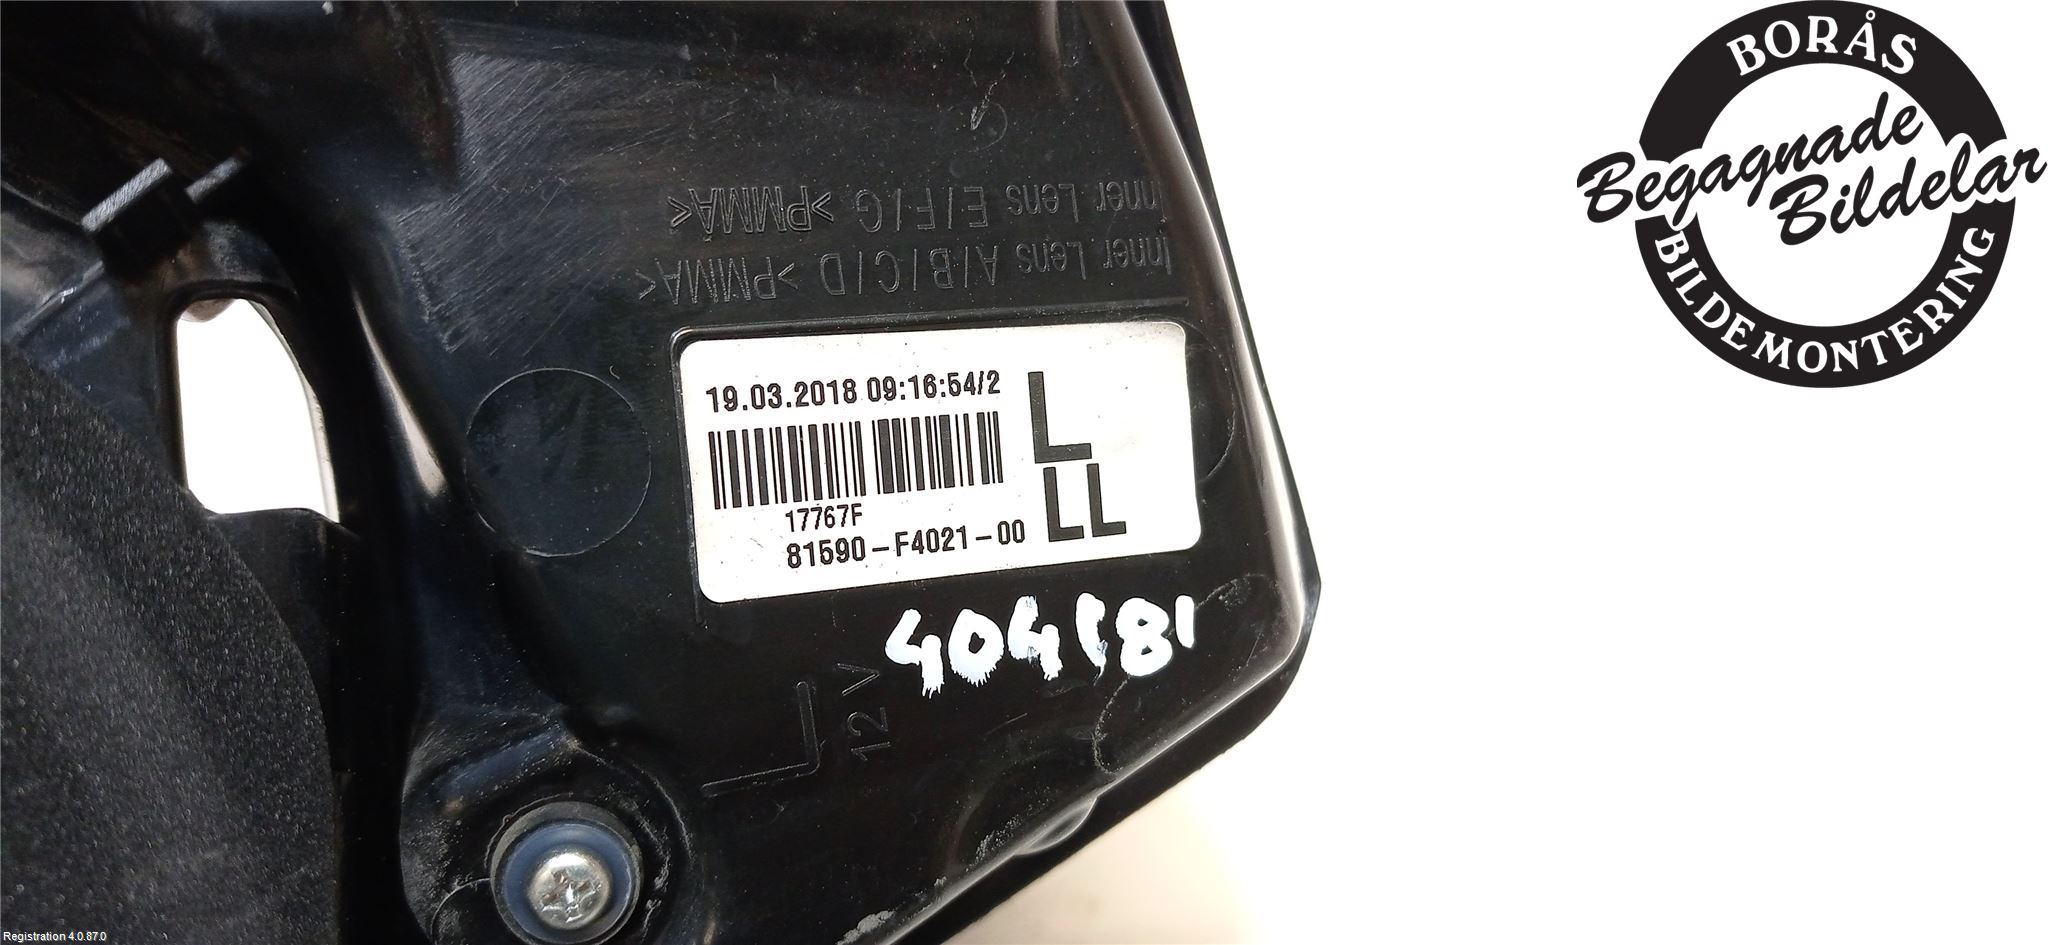 BORÅS
Begagnade
Bildelar
BILDEMONTERING
Inner Lens E/F/G >PMMA<
Inner Lens A/B/C/D >PMMA<
19.03.2018 09:16:54/2
L
17767F
81590-F4021-00
LL
404181
L
12 V
Registration 4.0.87.0